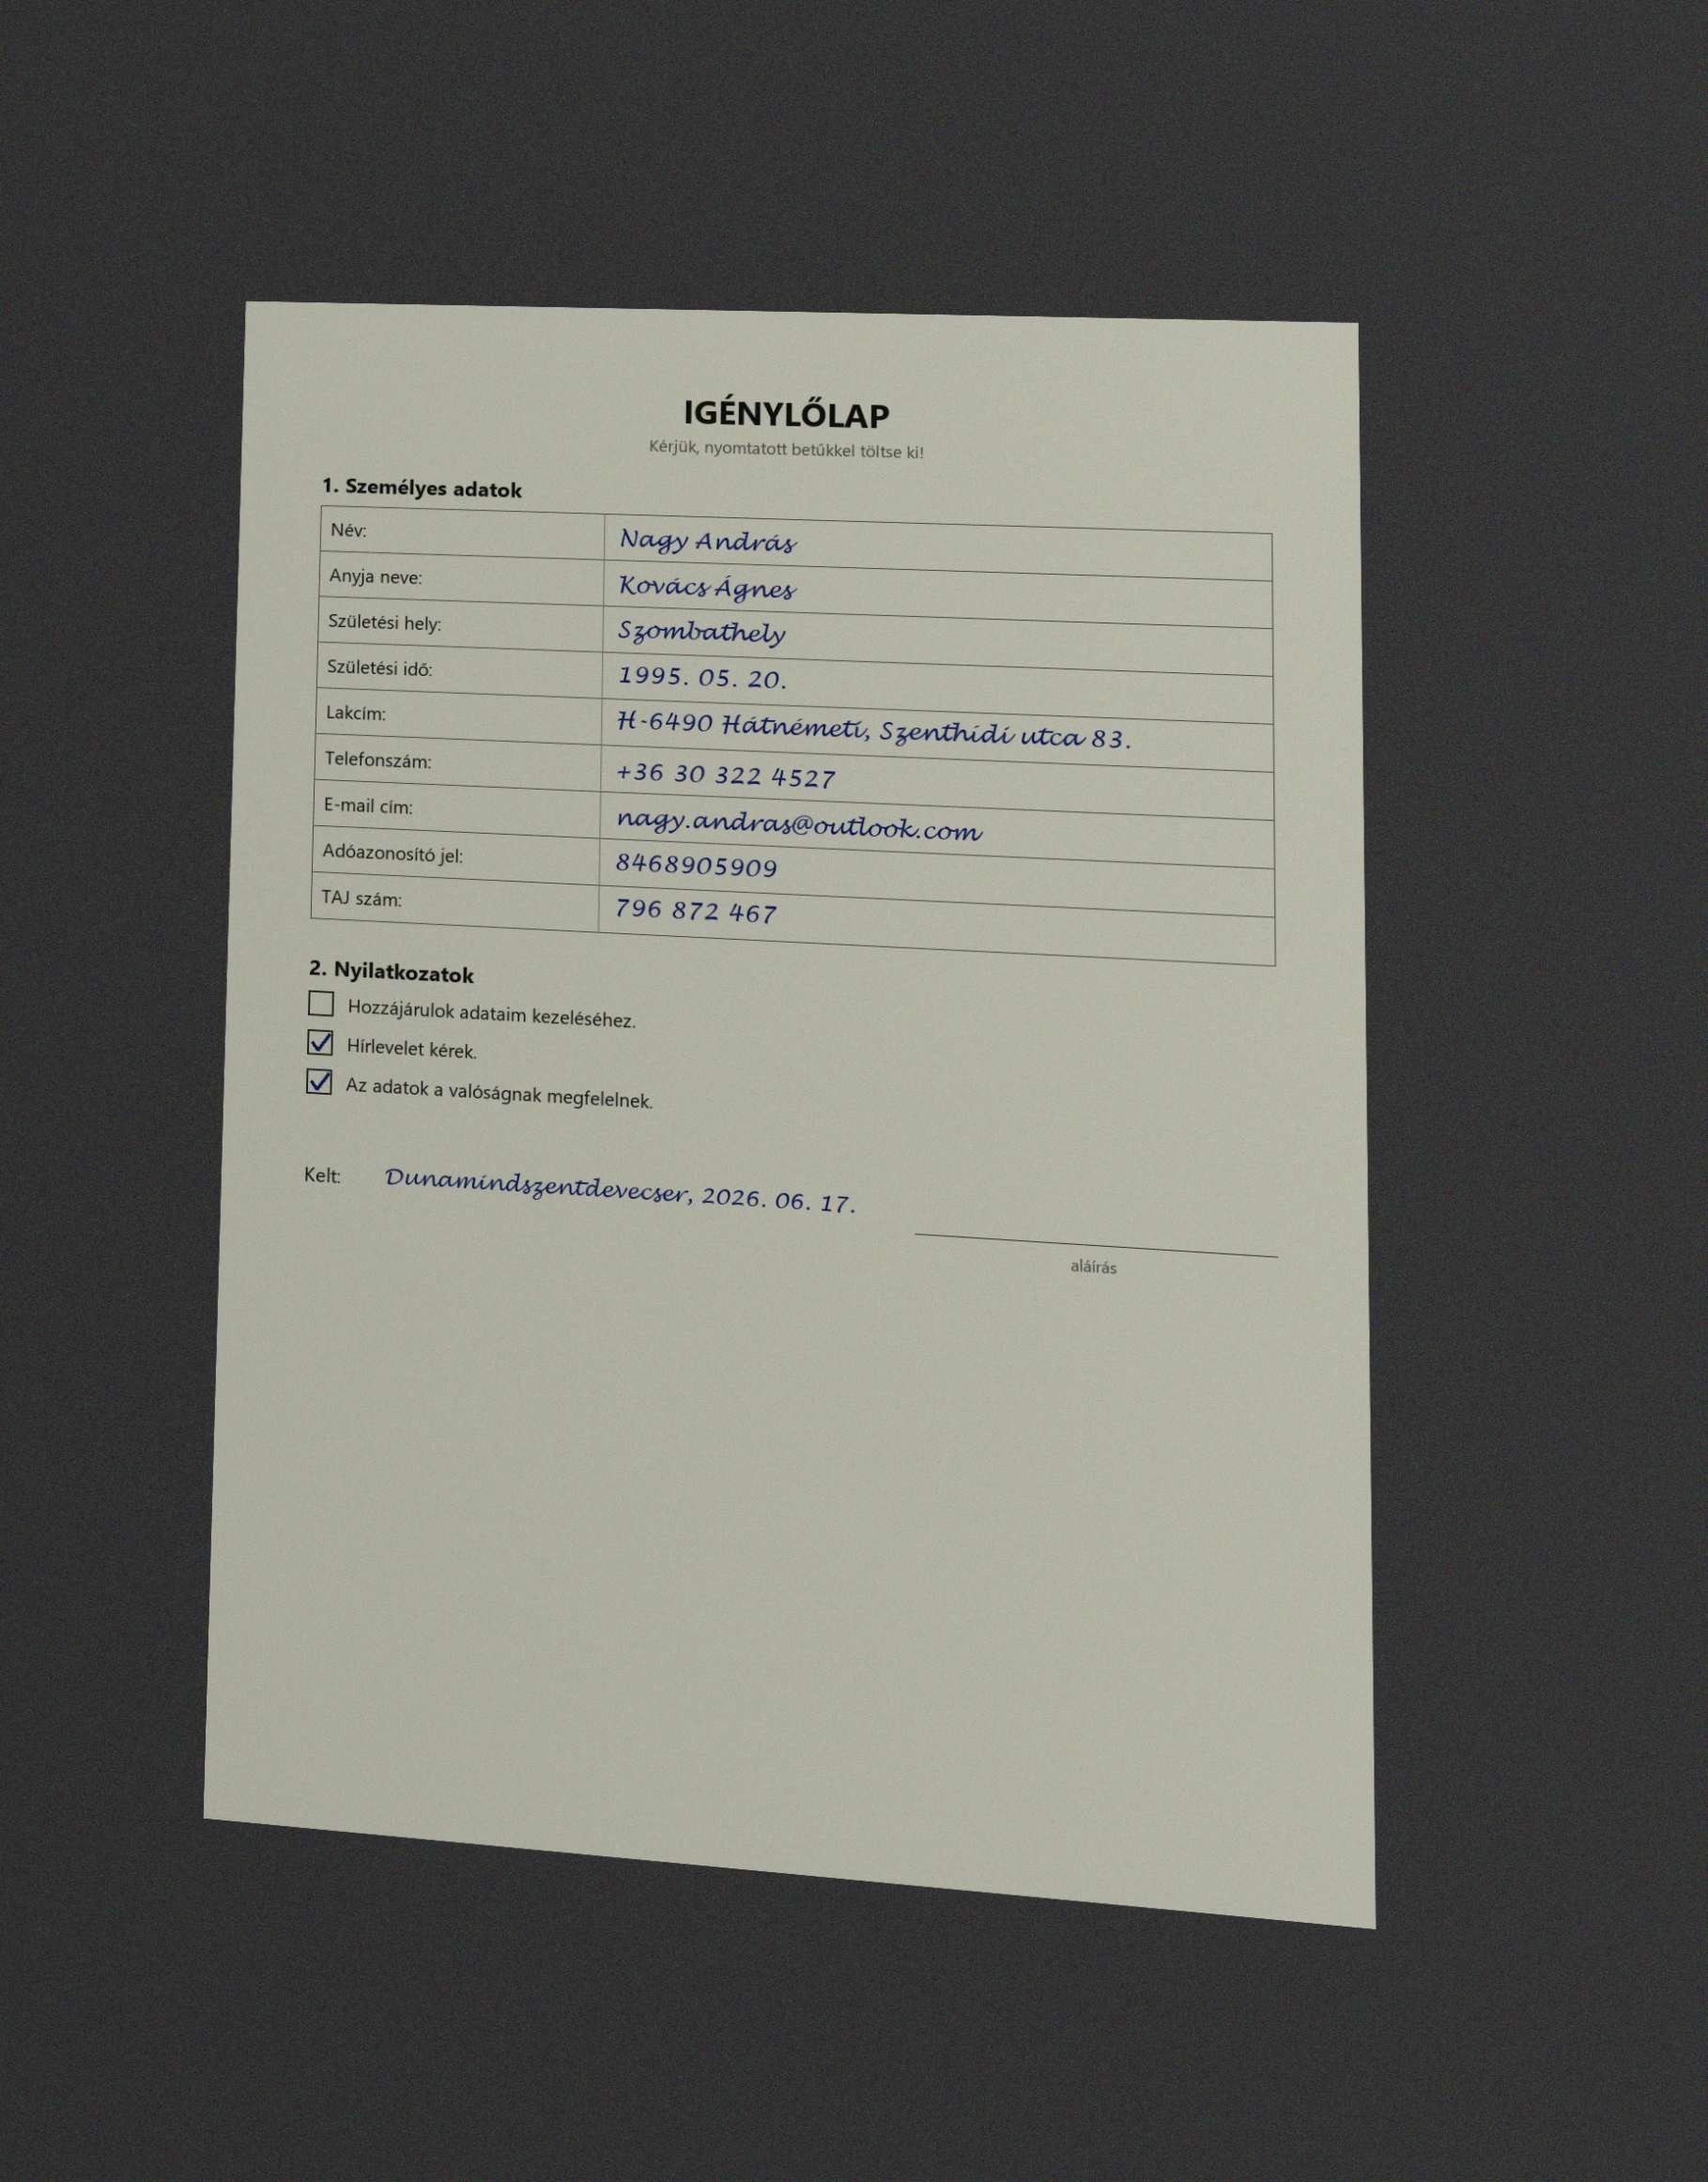 IGÉNYLŐLAP
Kérjük, nyomtatott betűkkel töltse ki!
1. Személyes adatok
Név: Nagy András
Anyja neve: Kovács Ágnes
Születési hely: Szombathely
Születési idő: 1995. 05. 20.
Lakcím: H-6490 Hátnémeti, Szenthidi utca 83.
Telefonszám: +36 30 322 4527
E-mail cím: nagy.andras@outlook.com
Adóazonosító jel: 8468905909
TAJ szám: 796 872 467
2. Nyilatkozatok
Hozzájárulok adataim kezeléséhez.
Hírlevelet kérek.
Az adatok a valóságnak megfelelnek.
Kelt: Dunamindszentdevecser, 2026. 06. 17.
aláírás